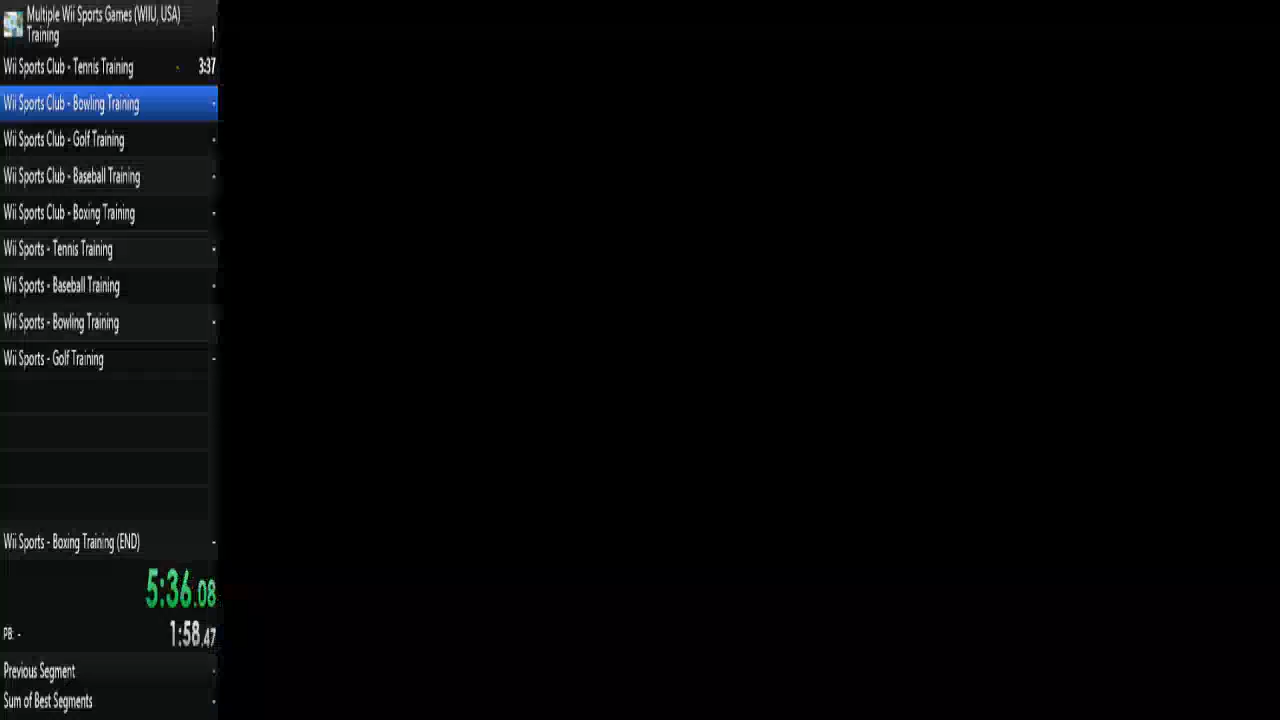 Multiple Wii Sports Games (WIIU, USA)
Training 1
Wii Sports Club - Tennis Training 3:37
Wii Sports Club - Bowling Training -
Wii Sports Club - Golf Training -
Wii Sports Club - Baseball Training -
Wii Sports Club - Boxing Training -
Wii Sports - Tennis Training -
Wii Sports - Baseball Training -
Wii Sports - Bowling Training -
Wii Sports - Golf Training -
Wii Sports - Boxing Training (END) -
5:36.08
PB: - 1:58.47
Previous Segment -
Sum of Best Segments -